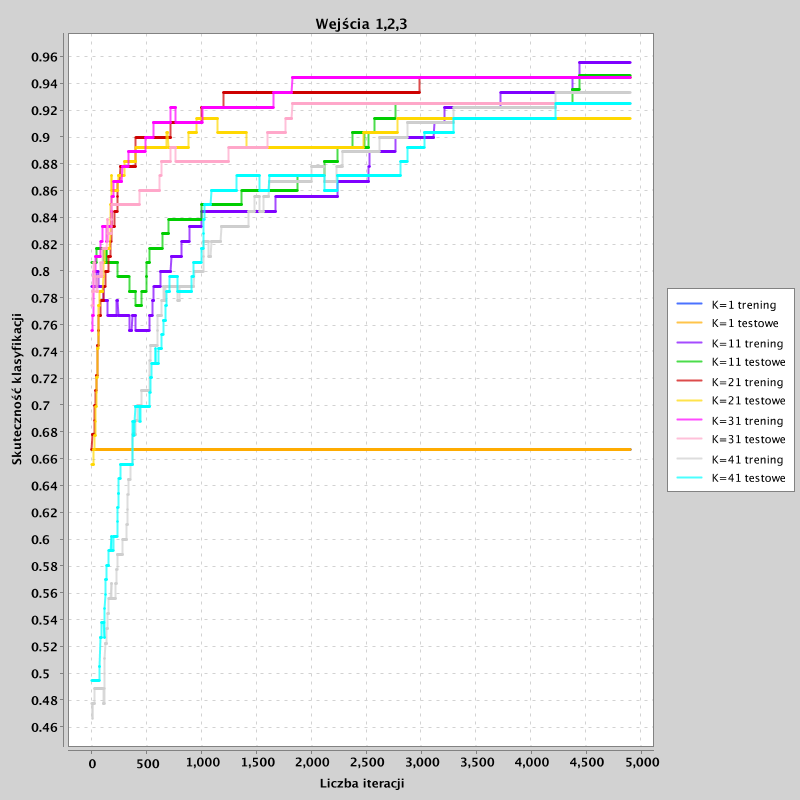 Wejścia 1,2,3
0.96
0.94
0.92
0.9
0.88
0.86
0.84
0.82
0.8
0.78
0.76
0.74
0.72
0.7
0.68
0.66
0.64
0.62
0.6
0.58
0.56
0.54
0.52
0.5
0.48
0.46
Skuteczność klasyfikacji
0 500 1,000 1,500 2,000 2,500 3,000 3,500 4,000 4,500 5,000
Liczba iteracji
K=1 trening
K=1 testowe
K=11 trening
K=11 testowe
K=21 trening
K=21 testowe
K=31 trening
K=31 testowe
K=41 trening
K=41 testowe